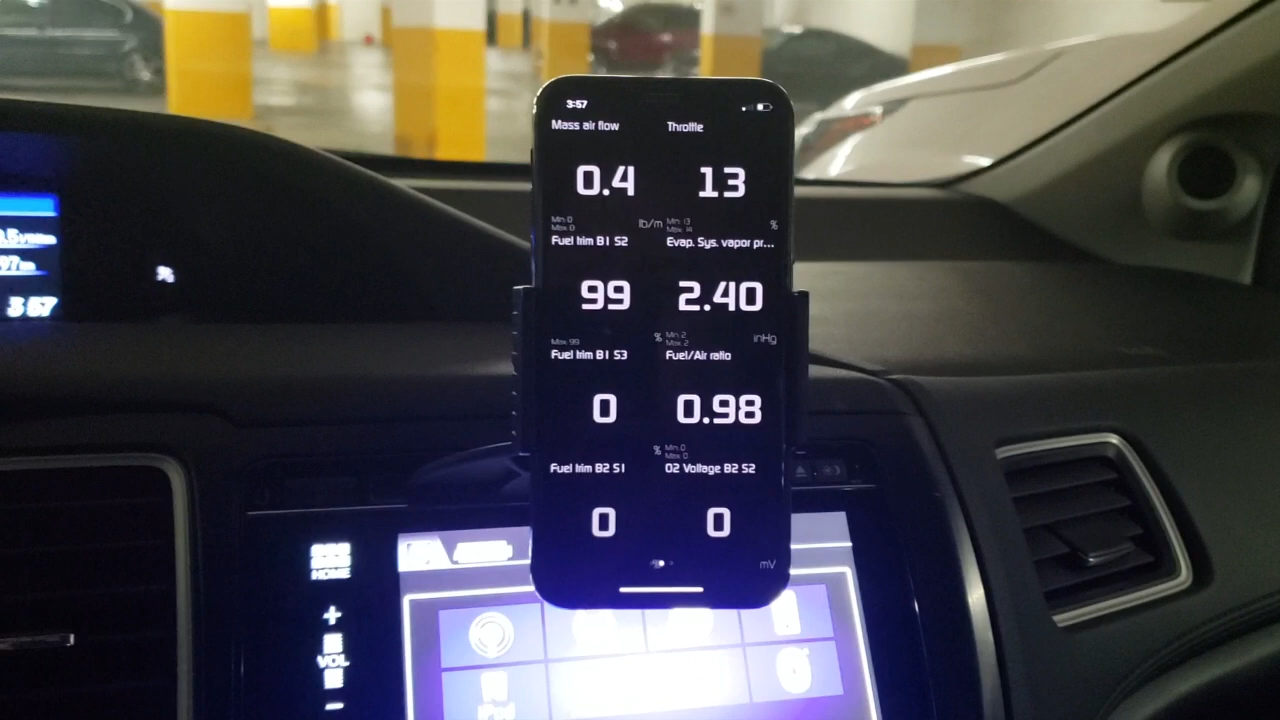 3:57
Mass air flow
Throttle
0.4
13
Min 0
Max 0
lb/m
Min 13
Max 14
%
Fuel trim B1 S2
Evap. Sys. vapor pr...
99
2.40
Max 99
%
Min 2
Max 2
inHg
Fuel trim B1 S3
Fuel/Air ratio
0
0.98
%
Min 0
Max 0
Fuel trim B2 S1
O2 Voltage B2 S2
0
0
mV
3:57
HOME
+
VOL
-
iPod